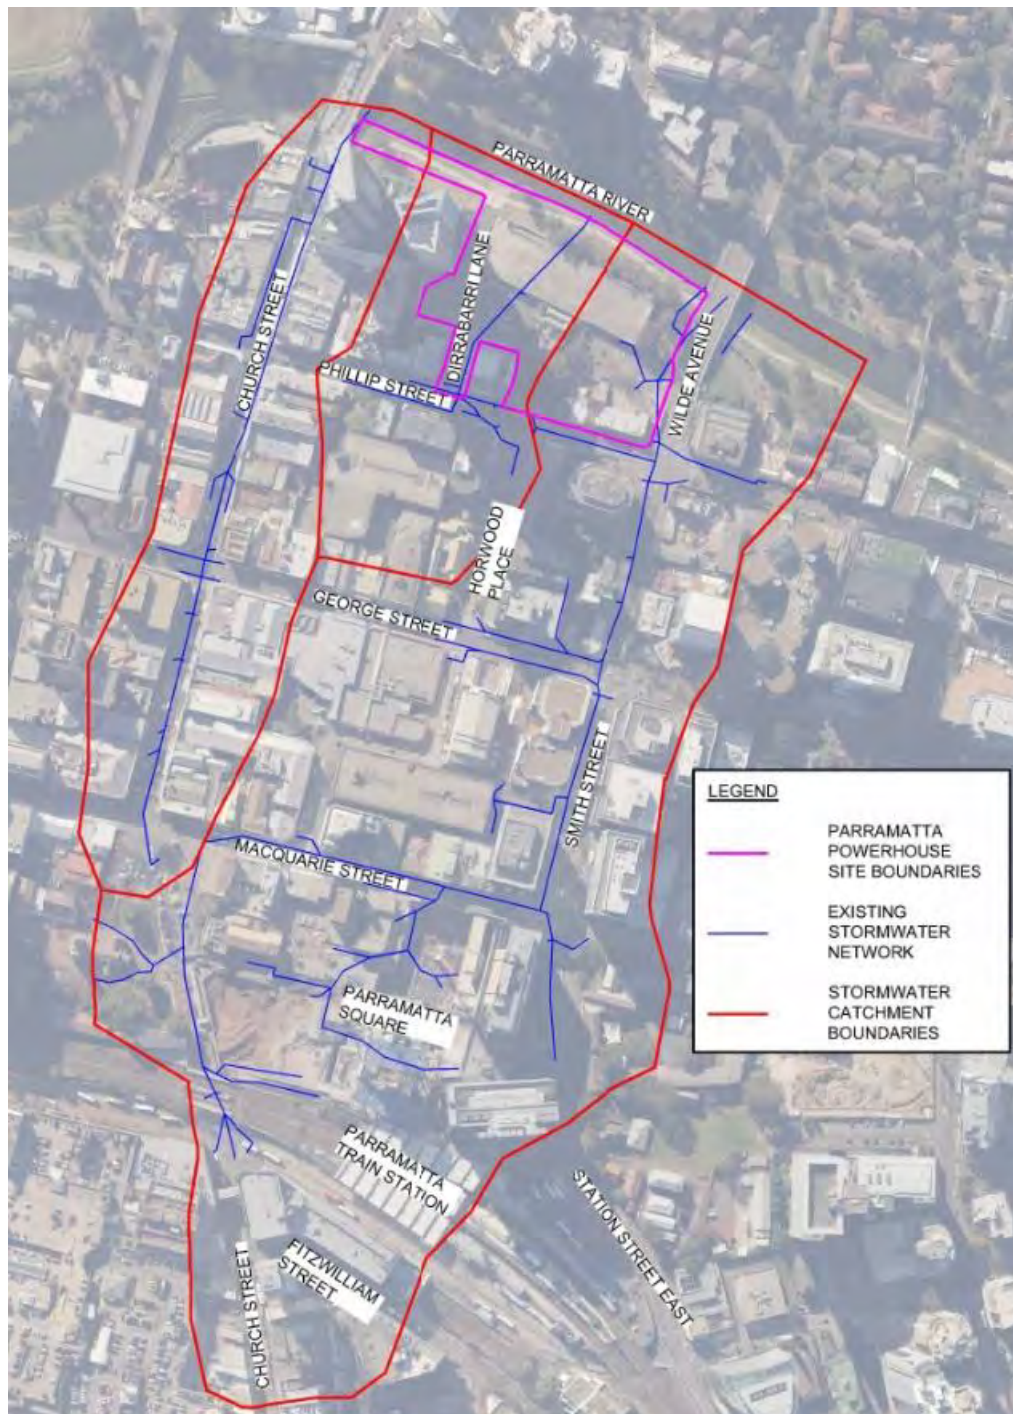 PARRAMATTA RIVER
DIRRABARRI LANE
CHURCH STREET
WILDE AVENUE
PHILLIP STREET
HORWOOD
PLACE
GEORGE STREET
SMITH STREET
MACQUARIE STREET
PARRAMATTA
SQUARE
PARRAMATTA
TRAIN STATION
FITZWILLIAM
STREET
CHURCH STREET
STATION STREET EAST
LEGEND
PARRAMATTA
POWERHOUSE
SITE BOUNDARIES
EXISTING
STORMWATER
NETWORK
STORMWATER
CATCHMENT
BOUNDARIES